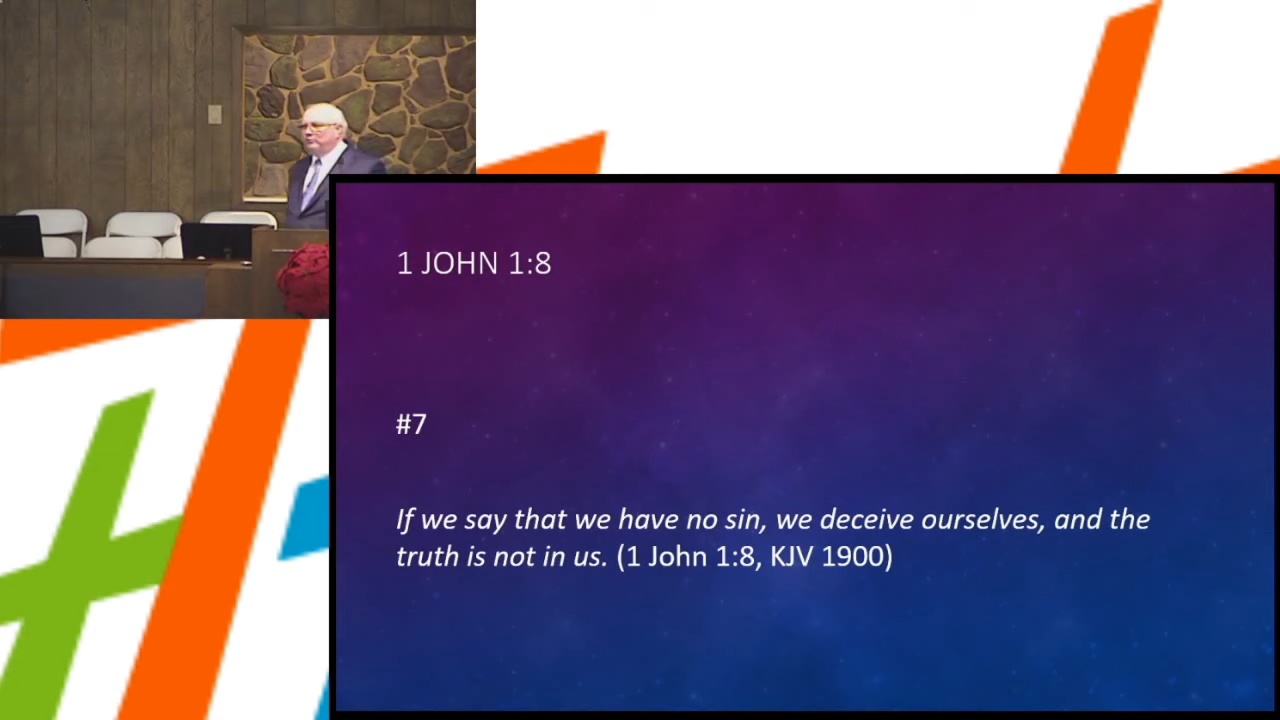 1 JOHN 1:8
#7
If we say that we have no sin, we deceive ourselves, and the
truth is not in us. (1 John 1:8, KJV 1900)